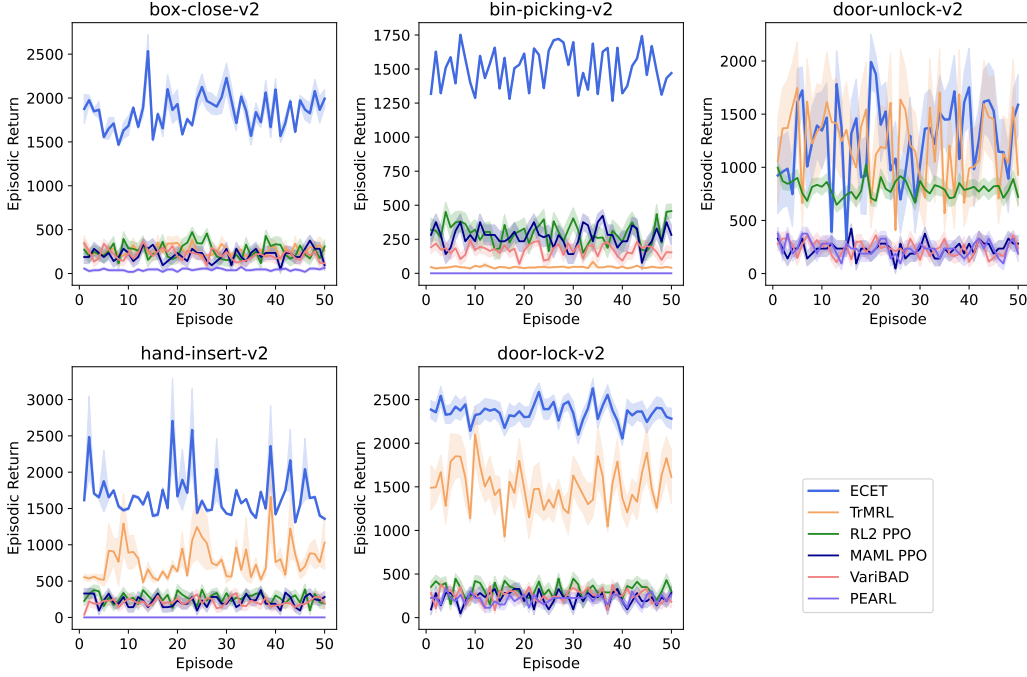 box-close-v2
Episodic Return
2500
2000
1500
1000
500
0
0 10 20 30 40 50
Episode
bin-picking-v2
Episodic Return
1750
1500
1250
1000
750
500
250
0
0 10 20 30 40 50
Episode
door-unlock-v2
Episodic Return
2000
1500
1000
500
0
0 10 20 30 40 50
Episode
hand-insert-v2
Episodic Return
3000
2500
2000
1500
1000
500
0
0 10 20 30 40 50
Episode
door-lock-v2
Episodic Return
2500
2000
1500
1000
500
0
0 10 20 30 40 50
Episode
ECET
TrMRL
RL2 PPO
MAML PPO
VariBAD
PEARL